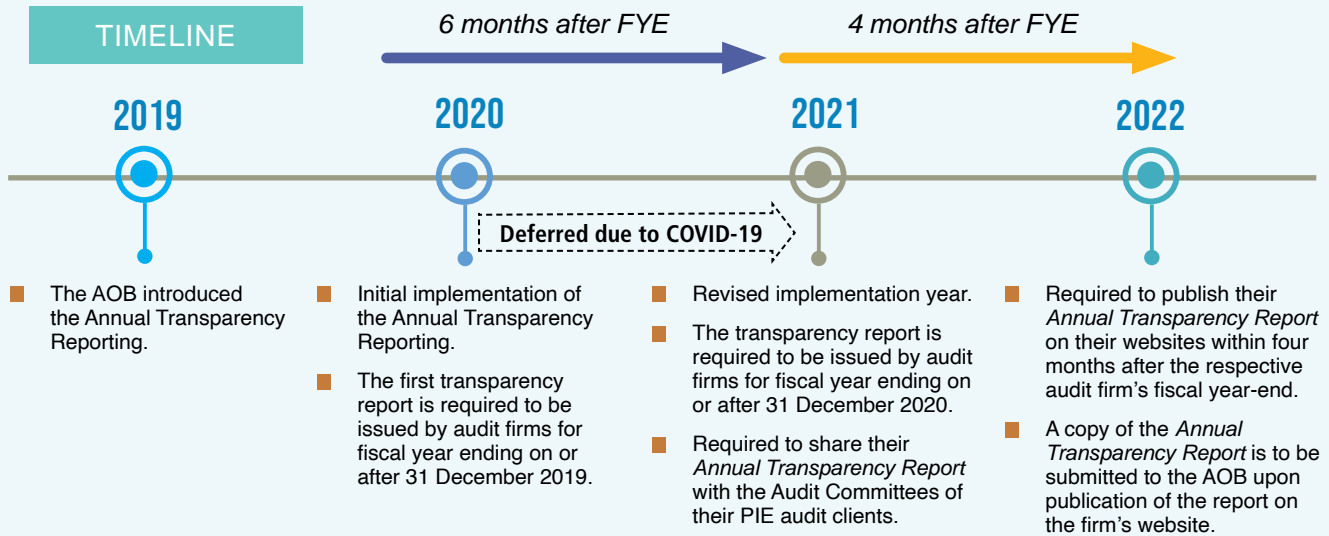 TIMELINE
6 months after FYE
4 months after FYE
2019
2020
2021
2022
Deferred due to COVID-19
The AOB introduced
the Annual Transparency
Reporting.
Initial implementation of
the Annual Transparency
Reporting.
The first transparency
report is required to be
issued by audit firms for
fiscal year ending on or
after 31 December 2019.
Revised implementation year.
The transparency report is
required to be issued by audit
firms for fiscal year ending on
or after 31 December 2020.
Required to share their
Annual Transparency Report
with the Audit Committees of
their PIE audit clients.
Required to publish their
Annual Transparency Report
on their websites within four
months after the respective
audit firm’s fiscal year-end.
A copy of the Annual
Transparency Report is to be
submitted to the AOB upon
publication of the report on
the firm’s website.